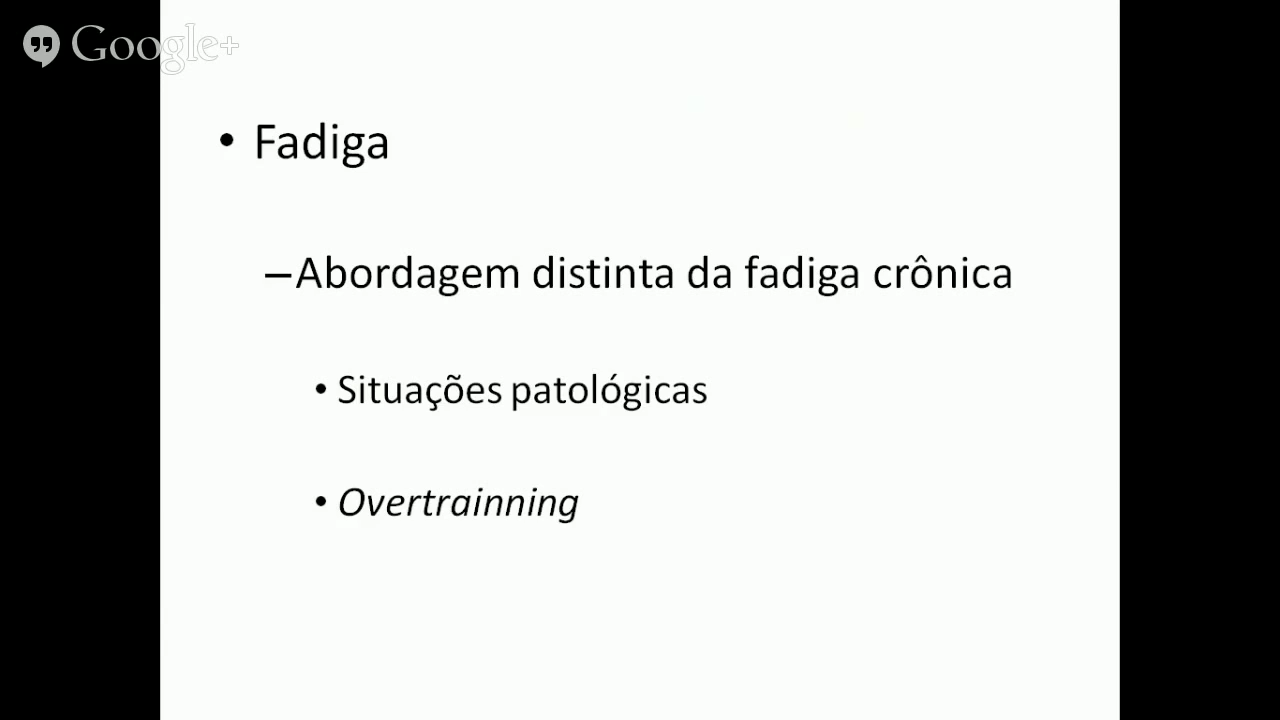 Google+
• Fadiga
–Abordagem distinta da fadiga crônica
• Situações patológicas
• Overtrainning